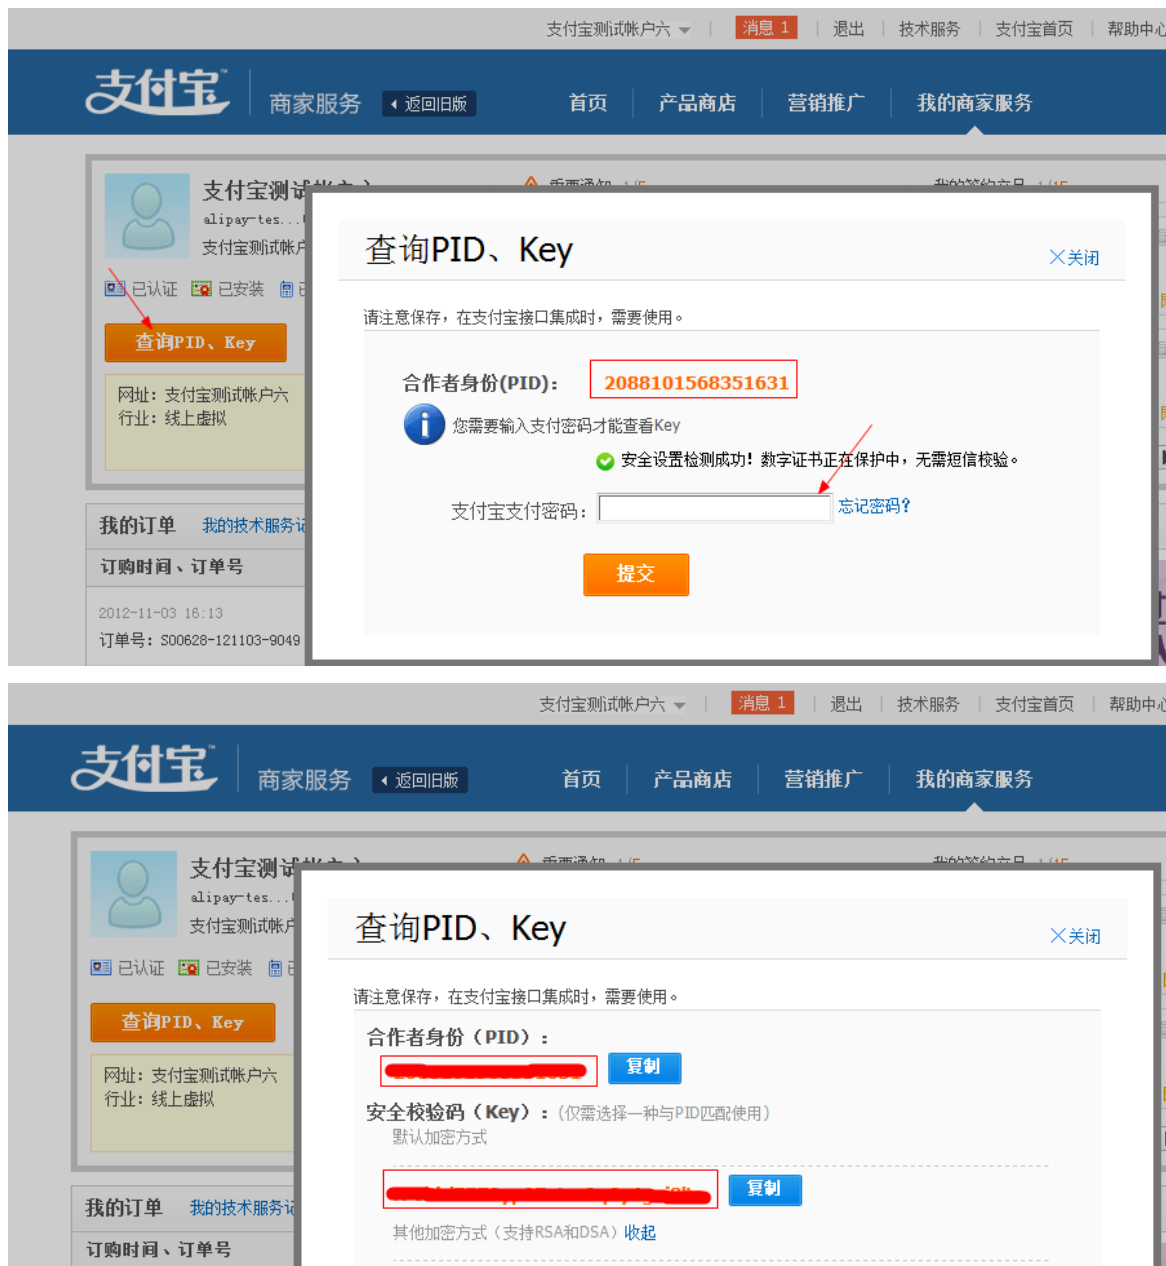 支付宝测试帐户六
消息 1
退出
技术服务
支付宝首页
帮助中心
支付宝
商家服务
返回旧版
首页
产品商店
营销推广
我的商家服务
支付宝测试
alipay-tes...
支付宝测试帐户
已认证
已安装
查询PID、Key
网址：支付宝测试帐户六
行业：线上虚拟
我的订单
我的技术服务
订购时间、订单号
2012-11-03 16:13
订单号：S00628-121103-9049
查询PID、Key
关闭
请注意保存，在支付宝接口集成时，需要使用。
合作者身份(PID)：
2088101568351631
您需要输入支付密码才能查看Key
安全设置检测成功！数字证书正在保护中，无需短信校验。
支付宝支付密码：
忘记密码？
提交
支付宝测试帐户六
消息 1
退出
技术服务
支付宝首页
帮助中心
支付宝
商家服务
返回旧版
首页
产品商店
营销推广
我的商家服务
支付宝测试
alipay-tes...
支付宝测试帐户
已认证
已安装
查询PID、Key
网址：支付宝测试帐户六
行业：线上虚拟
我的订单
我的技术服务
订购时间、订单号
查询PID、Key
关闭
请注意保存，在支付宝接口集成时，需要使用。
合作者身份（PID）：
复制
安全校验码（Key）：（仅需选择一种与PID匹配使用）
默认加密方式
复制
其他加密方式（支持RSA和DSA）收起